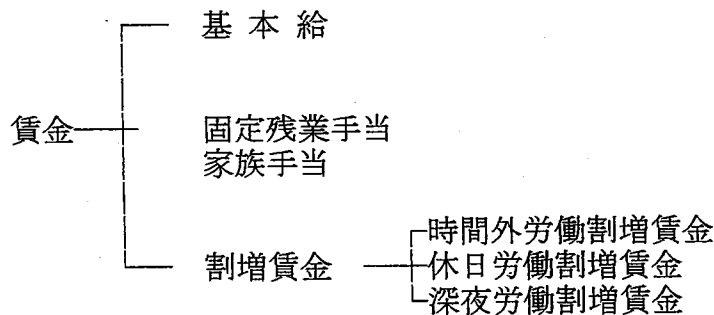 基本給
賃金
固定残業手当
家族手当
時間外労働割増賃金
割増賃金
休日労働割増賃金
深夜労働割増賃金